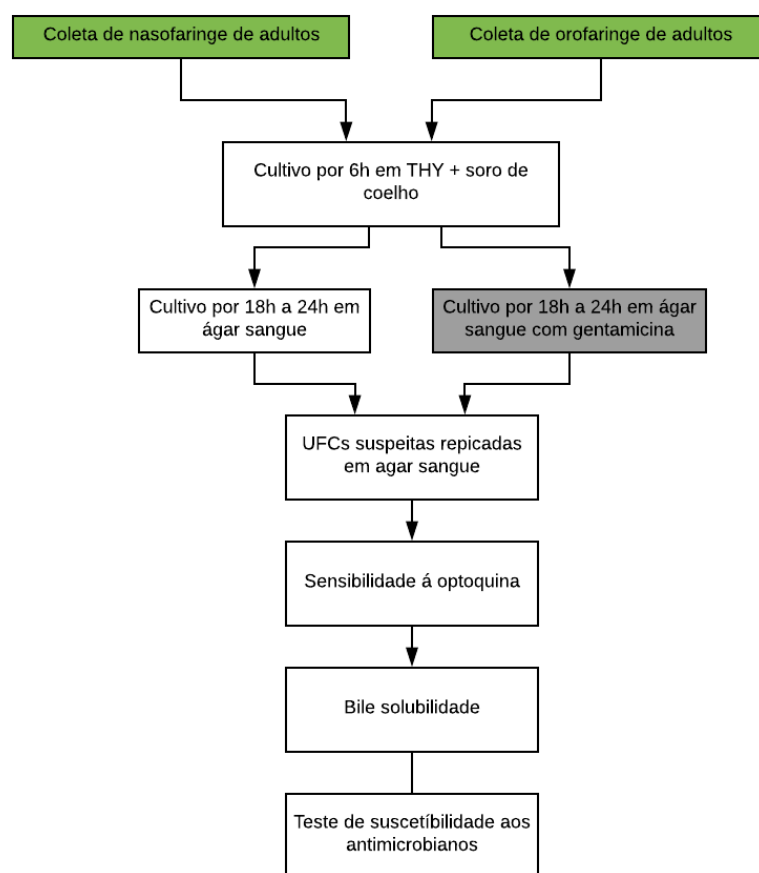 Coleta de nasofaringe de adultos
Coleta de orofaringe de adultos
Cultivo por 6h em THY + soro de
coelho
Cultivo por 18h a 24h em
ágar sangue
Cultivo por 18h a 24h em ágar
sangue com gentamicina
UFCs suspeitas repicadas
em agar sangue
Sensibilidade á optoquina
Bile solubilidade
Teste de suscetíbilidade aos
antimicrobianos